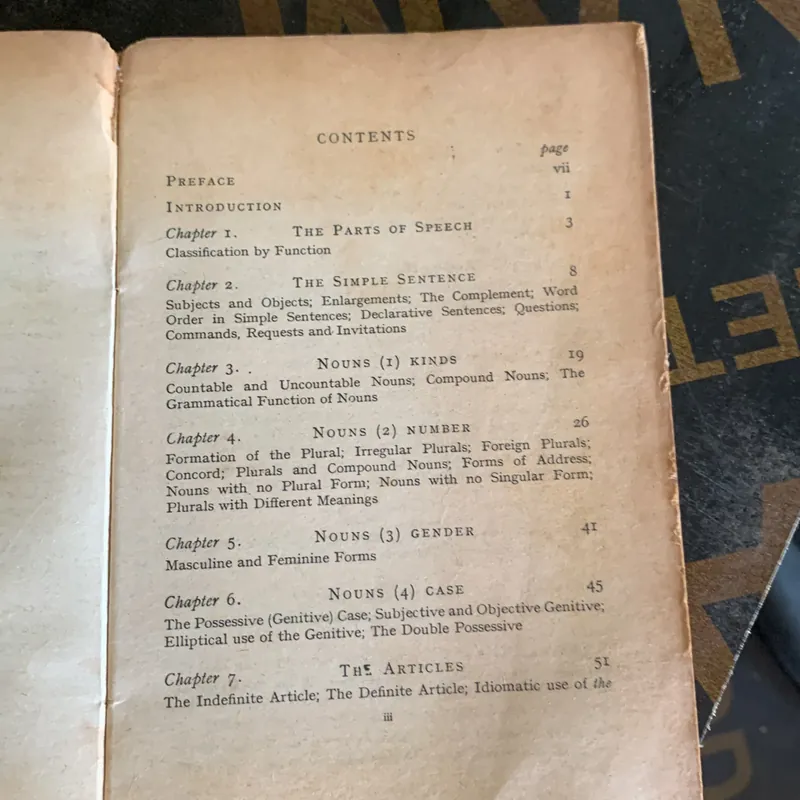 CONTENTS
page
PREFACE vii
INTRODUCTION 1
Chapter 1. THE PARTS OF SPEECH 3
Classification by Function
Chapter 2. THE SIMPLE SENTENCE 8
Subjects and Objects; Enlargements; The Complement; Word
Order in Simple Sentences; Declarative Sentences; Questions;
Commands, Requests and Invitations
Chapter 3. NOUNS (1) KINDS 19
Countable and Uncountable Nouns; Compound Nouns; The
Grammatical Function of Nouns
Chapter 4. NOUNS (2) NUMBER 26
Formation of the Plural; Irregular Plurals; Foreign Plurals;
Concord; Plurals and Compound Nouns; Forms of Address;
Nouns with no Plural Form; Nouns with no Singular Form;
Plurals with Different Meanings
Chapter 5. NOUNS (3) GENDER 41
Masculine and Feminine Forms
Chapter 6. NOUNS (4) CASE 45
The Possessive (Genitive) Case; Subjective and Objective Genitive;
Elliptical use of the Genitive; The Double Possessive
Chapter 7. THE ARTICLES 51
The Indefinite Article; The Definite Article; Idiomatic use of the
iii